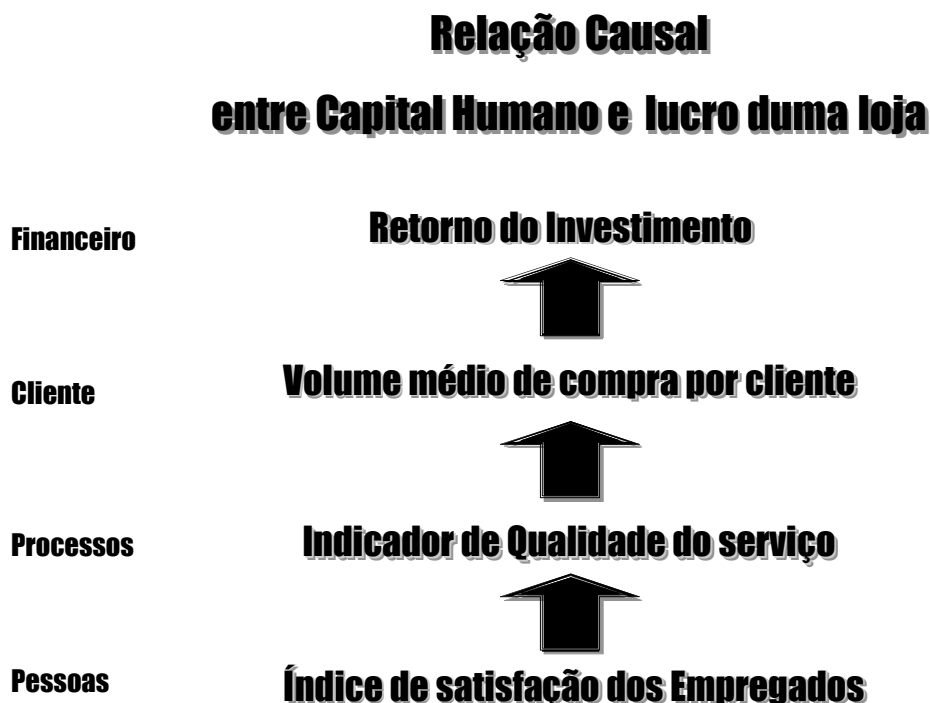 Relação Causal
entre Capital Humano e lucro duma loja
Financeiro
Retorno do Investimento
Cliente
Volume médio de compra por cliente
Processos
Indicador de Qualidade do serviço
Pessoas
Índice de satisfação dos Empregados